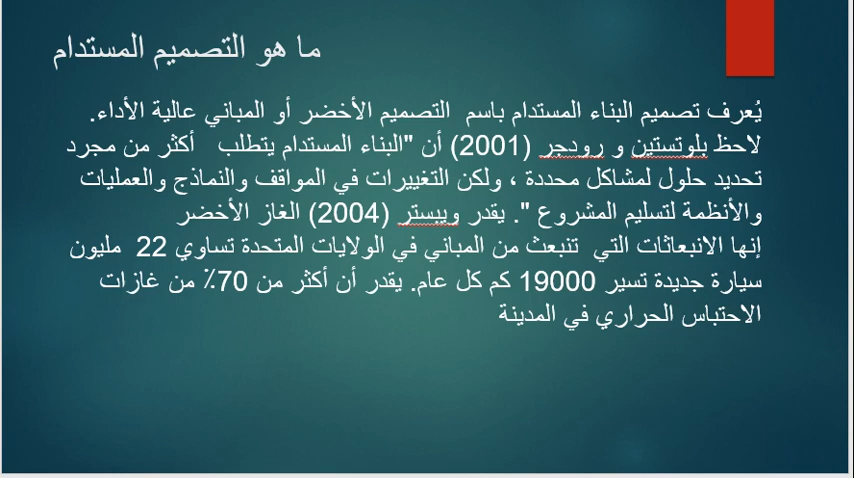 ما هو التصميم المستدام
يُعرف تصميم البناء المستدام باسم التصميم الأخضر أو المباني عالية الأداء.
لاحظ بلوتستين و رودجر (2001) أن "البناء المستدام يتطلب أكثر من مجرد
تحديد حلول لمشاكل محددة ، ولكن التغييرات في المواقف والنماذج والعمليات
والأنظمة لتسليم المشروع ". يقدر ويبستر (2004) الغاز الأخضر
إنها الانبعاثات التي تنبعث من المباني في الولايات المتحدة تساوي 22 مليون
سيارة جديدة تسير 19000 كم كل عام. يقدر أن أكثر من 70٪ من غازات
الاحتباس الحراري في المدينة